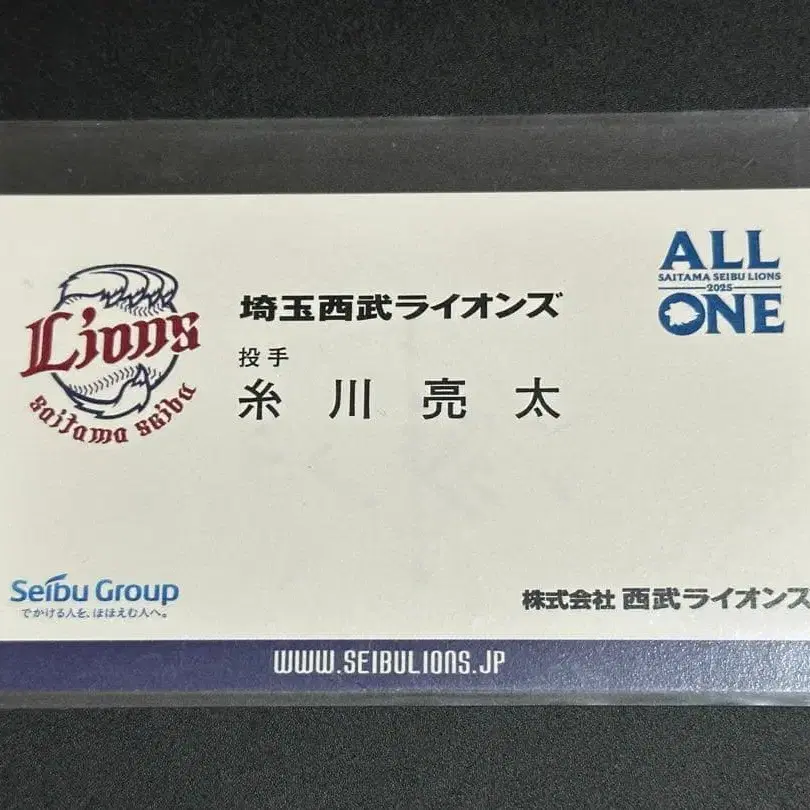 Lions
saitama seibu
埼玉西武ライオンズ
投手
糸川亮太
ALL
SAITAMA SEIBU LIONS
2025
ONE
Seibu Group
でかける人を、ほほえむ人へ。
株式会社 西武ライオンズ
WWW.SEIBULIONS.JP